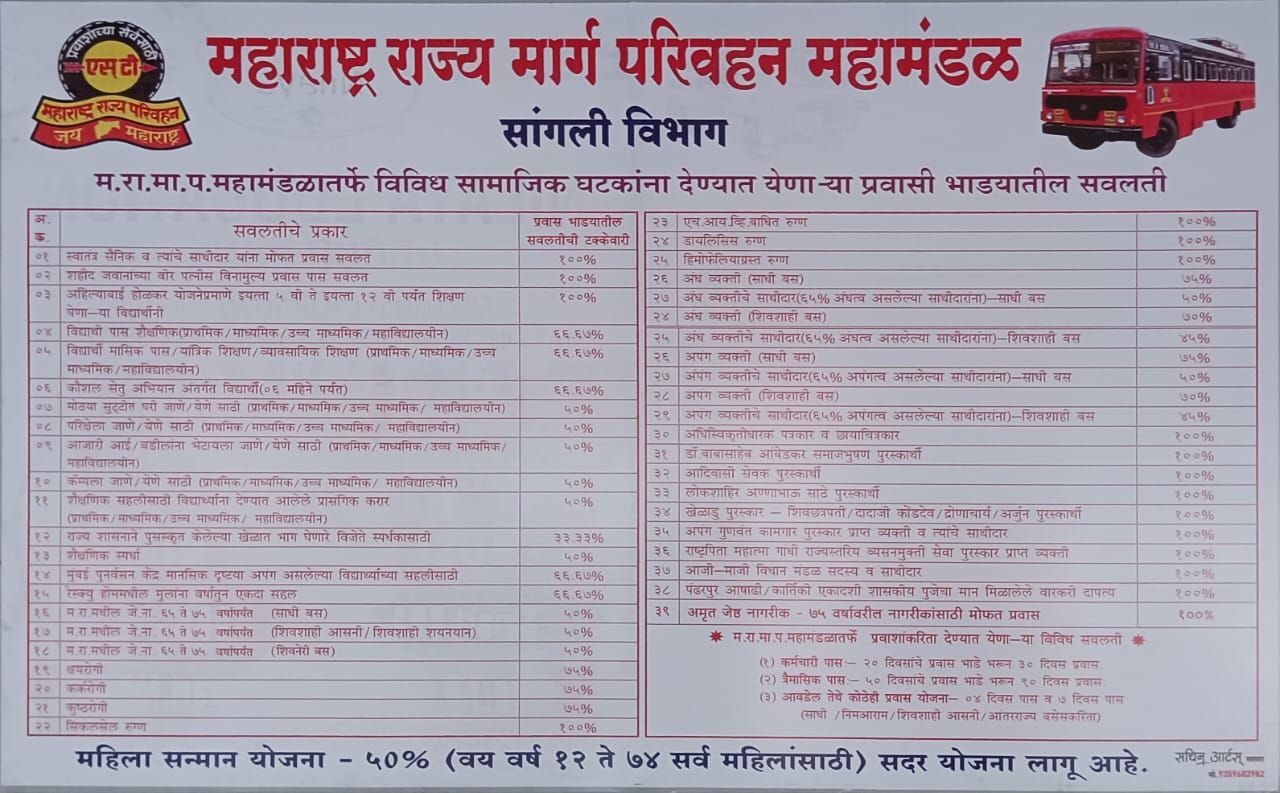 प्रवाशांच्या सेवेसाठी
एस टी
महाराष्ट्र राज्य परिवहन
जय महाराष्ट्र
महाराष्ट्र राज्य मार्ग परिवहन महामंडळ
सांगली विभाग
म.रा.मा.प.महामंडळातर्फे विविध सामाजिक घटकांना देण्यात येणा-या प्रवासी भाडयातील सवलती
अ. क्र. सवलतीचे प्रकार प्रवास भाडयातील सवलतीची टक्केवारी
०१ स्वातंत्र सैनिक व त्यांचे साथीदार यांना मोफत प्रवास सवलत १००%
०२ शहीद जवानांच्या वीर पत्नीस विनामुल्य प्रवास पास सवलत १००%
०३ अहिल्याबाई होळकर योजनेप्रमाणे इयत्ता ५ वी ते इयत्ता १२ वी पर्यंत शिक्षण १००%
घेणा—या विद्यार्थीनी
०४ विद्यार्थी पास शैक्षणिक(प्राथमिक/माध्यमिक/उच्च माध्यमिक/महाविद्यालयीन) ६६.६७%
०५ विद्यार्थी मासिक पास/यांत्रिक शिक्षण/व्यावसायिक शिक्षण (प्राथमिक/माध्यमिक/उच्च ६६.६७%
माध्यमिक/महाविद्यालयीन)
०६ कौशल सेतु अभियान अंतर्गत विद्यार्थी(०६ महिने पर्यंत) ६६.६७%
०७ मोठया सुट्टीत घरी जाणे/येणे साठी (प्राथमिक/माध्यमिक/उच्च माध्यमिक/ महाविद्यालयीन) ५०%
०८ परिक्षेला जाणे/येणे साठी (प्राथमिक/माध्यमिक/उच्च माध्यमिक/ महाविद्यालयीन) ५०%
०९ आजारी आई/वडीलांना भेटायला जाणे/येणे साठी (प्राथमिक/माध्यमिक/उच्च माध्यमिक/ ५०%
महाविद्यालयीन)
१० कॅम्पला जाणे/येणे साठी (प्राथमिक/माध्यमिक/उच्च माध्यमिक/ महाविद्यालयीन) ५०%
११ शैक्षणिक सहलीसाठी विद्यार्थ्यांना देण्यात आलेले प्रासंगिक करार ५०%
(प्राथमिक/माध्यमिक/उच्च माध्यमिक/ महाविद्यालयीन)
१२ राज्य शासनाने पुरस्कृत केलेल्या खेळात भाग घेणारे विजेते स्पर्धकासाठी ३३.३३%
१३ शैक्षणिक स्पर्धा ५०%
१४ मुंबई पुनर्वसन केंद्र मानसिक दृष्टया अपंग असलेल्या विद्यार्थ्यांच्या सहलीसाठी ६६.६७%
१५ रेस्क्यु होममधील मुलांना वर्षातुन एकदा सहल ६६.६७%
१६ म.रा.मधील जे.ना. ६५ ते ७५ वर्षापर्यंत (साधी बस) ५०%
१७ म.रा.मधील जे.ना. ६५ ते ७५ वर्षापर्यंत (शिवशाही आसनी/शिवशाही शयनयान) ५०%
१८ म.रा.मधील जे.ना. ६५ ते ७५ वर्षापर्यंत (शिवनेरी बस) ५०%
१९ क्षयरोगी ७५%
२० कर्करोगी ७५%
२१ कुष्ठरोगी ७५%
२२ सिकलसेल रुग्ण १००%
२३ एच.आय.व्हि.बाधित रुग्ण १००%
२४ डायलिसिस रुग्ण १००%
२५ हिमोफेलियाग्रस्त रुग्ण १००%
२६ अंध व्यक्ती (साधी बस) ७५%
२७ अंध व्यक्तीचे साथीदार(६५% अंधत्व असलेल्या साथीदारांना)—साधी बस ५०%
२४ अंध व्यक्ती (शिवशाही बस) ७०%
२५ अंध व्यक्तीचे साथीदार(६५% अंधत्व असलेल्या साथीदारांना)—शिवशाही बस ४५%
२६ अपंग व्यक्ती (साधी बस) ७५%
२७ अंपंग व्यक्तीचे साथीदार(६५% अपंगत्व असलेल्या साथीदारांना)—साधी बस ५०%
२८ अपंग व्यक्ती (शिवशाही बस) ७०%
२९ अपंग व्यक्तीचे साथीदार(६५% अपंगत्व असलेल्या साथीदारांना)—शिवशाही बस ४५%
३० अधिस्विकृतीधारक पत्रकार व छायाचित्रकार १००%
३१ डॉ.बाबासाहेब आंबेडकर समाजभुषण पुरस्कार्थी १००%
३२ आदिवासी सेवक पुरस्कार्थी १००%
३३ लोकशाहिर अण्णाभाऊ साठे पुरस्कार्थी १००%
३४ खेळाडु पुरस्कार — शिवछत्रपती/दादाजी कोंडदेव/द्रोणाचार्य/अर्जुन पुरस्कार्थी १००%
३५ अपंग गुणवंत कामगार पुरस्कार प्राप्त व्यक्ती व त्यांचे साथीदार १००%
३६ राष्ट्रपिता महात्मा गांधी राज्यस्तरिय व्यसनमुक्ती सेवा पुरस्कार प्राप्त व्यक्ती १००%
३७ आजी—माजी विधान मंडळ सदस्य व साथीदार १००%
३८ पंढरपुर आषाढी/कार्तिकी एकादशी शासकीय पुजेचा मान मिळालेले वारकरी दांपत्य १००%
३९ अमृत जेष्ठ नागरीक - ७५ वर्षावरील नागरीकांसाठी मोफत प्रवास १००%
म.रा.मा.प.महामंडळातर्फे प्रवाशांकरिता देण्यात येणा—या विविध सवलती
(१) कर्मचारी पासः— २० दिवसांचे प्रवास भाडे भरून ३० दिवस प्रवास.
(२) त्रैमासिक पासः— ५० दिवसांचे प्रवास भाडे भरून ९० दिवस प्रवास.
(३) आवडेल तेथे कोठेही प्रवास योजना— ०४ दिवस पास व ७ दिवस पास
(साधी /निमआराम/शिवशाही आसनी/आंतरराज्य बसेसकरिता)
महिला सन्मान योजना - ५०% (वय वर्ष १२ ते ७४ सर्व महिलांसाठी) सदर योजना लागू आहे.
सचिन आर्टस्
मो.9359682982